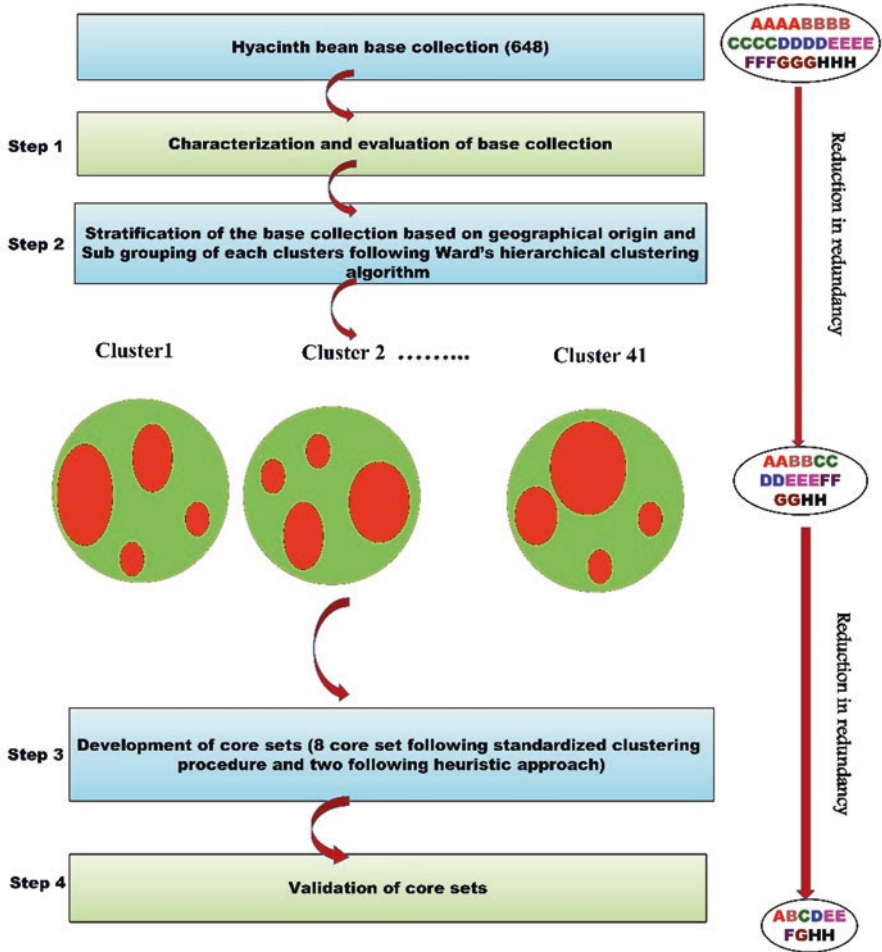 Hyacinth bean base collection (648)
AAAABBBB
CCCCDDDDEEEE
FFFGGGHHH
Step 1
Characterization and evaluation of base collection
Reduction in redundancy
Step 2
Stratification of the base collection based on geographical origin and
Sub grouping of each clusters following Ward's hierarchical clustering
algorithm
Cluster1
Cluster 2 .........
Cluster 41
AABBCC
DDEEEFF
GGHH
Reduction in redundancy
Step 3
Development of core sets (8 core set following standardized clustering
procedure and two following heuristic approach)
Step 4
Validation of core sets
ABCDEE
FGHH